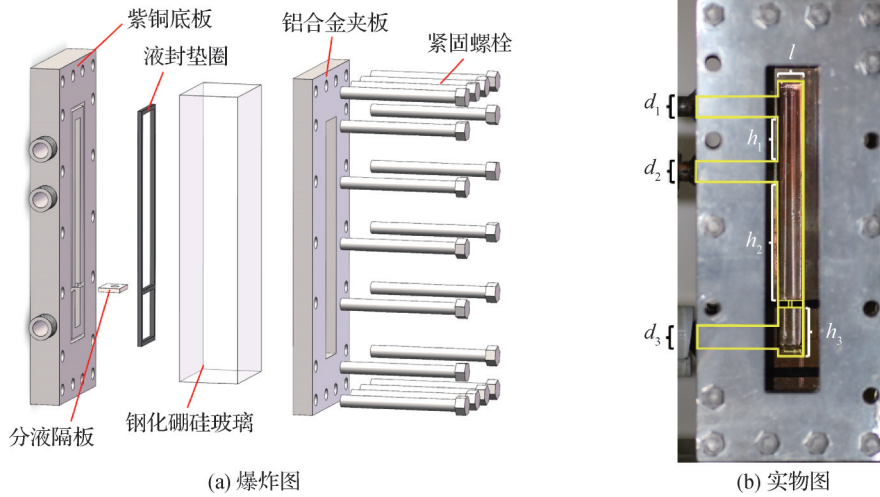 紫铜底板
液封垫圈
铝合金夹板
紧固螺栓
分液隔板
钢化硼硅玻璃
(a) 爆炸图
l
d₁
h₁
d₂
h₂
d₃
h₃
(b) 实物图